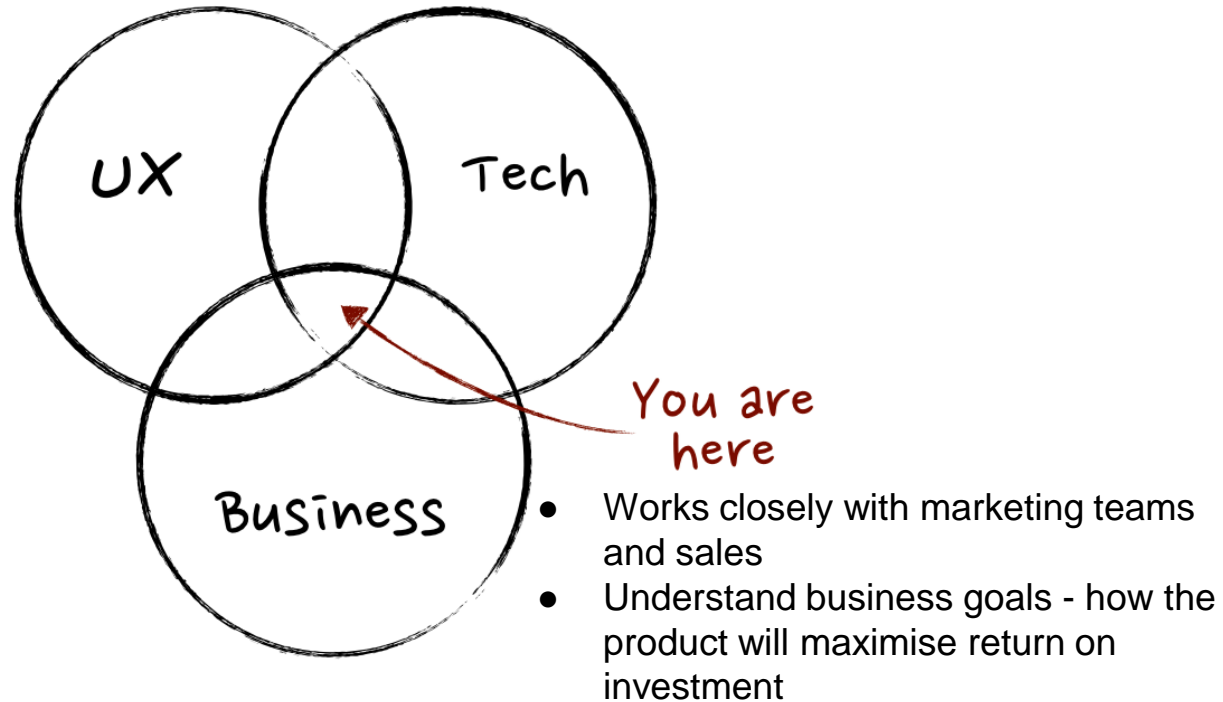 UX
Tech
You are
here
Business
● Works closely with marketing teams
and sales
● Understand business goals - how the
product will maximise return on
investment